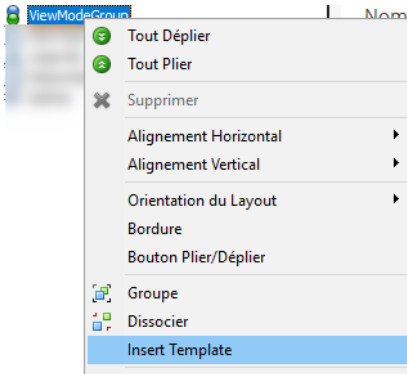 ViewModeGroup
Nom
Tout Déplier
Tout Plier
Supprimer
Alignement Horizontal
Alignement Vertical
Orientation du Layout
Bordure
Bouton Plier/Déplier
Groupe
Dissocier
Insert Template